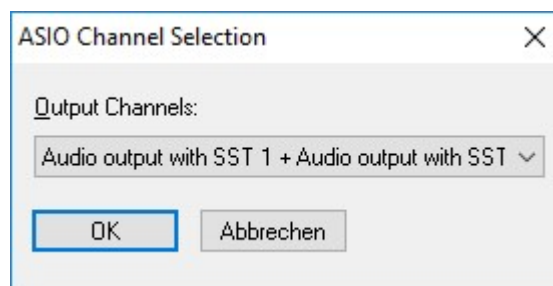 ASIO Channel Selection
Output Channels:
Audio output with SST 1 + Audio output with SST
OK
Abbrechen